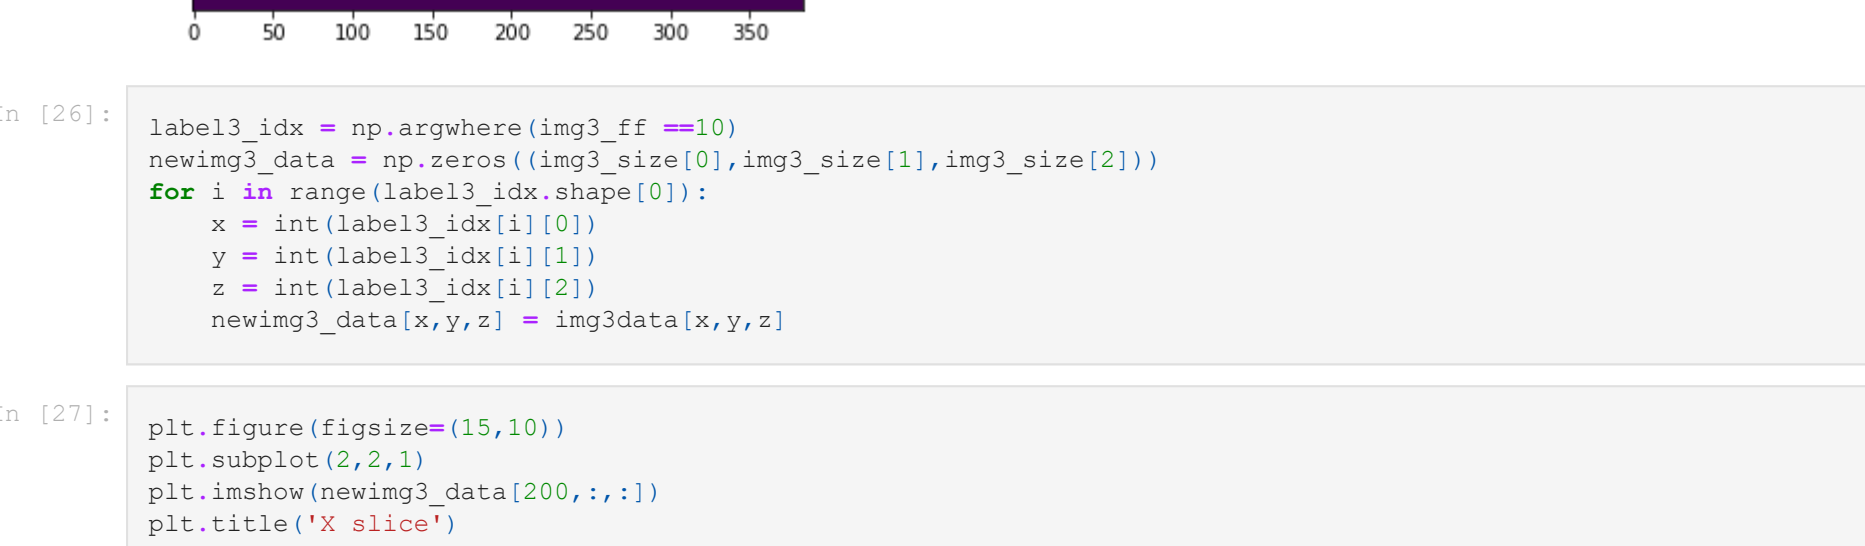 0 50 100 150 200 250 300 350
In [26]:
label3_idx = np.argwhere(img3_ff ==10)
newimg3_data = np.zeros((img3_size[0],img3_size[1],img3_size[2]))
for i in range(label3_idx.shape[0]):
    x = int(label3_idx[i][0])
    y = int(label3_idx[i][1])
    z = int(label3_idx[i][2])
    newimg3_data[x,y,z] = img3data[x,y,z]
In [27]:
plt.figure(figsize=(15,10))
plt.subplot(2,2,1)
plt.imshow(newimg3_data[200,:,:])
plt.title('X slice')